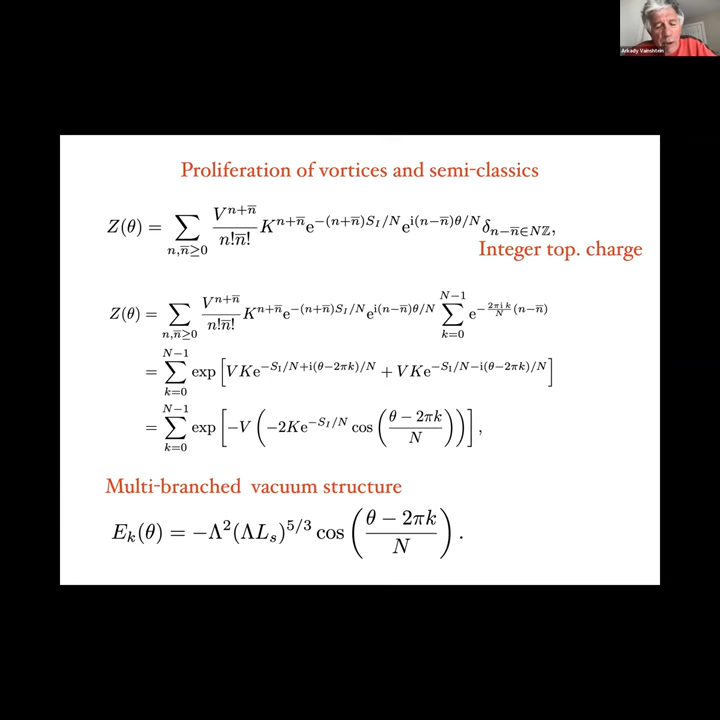 Arkady Vainshtein
Proliferation of vortices and semi-classics
Z(θ) = ∑_{n,n̅≥0} V^{n+n̅}/(n!n̅!) K^{n+n̅} e^{−(n+n̅)S_I/N} e^{i(n−n̅)θ/N} δ_{n−n̅∈Nℤ},
Integer top. charge
Z(θ) = ∑_{n,n̅≥0} V^{n+n̅}/(n!n̅!) K^{n+n̅} e^{−(n+n̅)S_I/N} e^{i(n−n̅)θ/N} ∑_{k=0}^{N−1} e^{−(2πik/N)(n−n̅)}
= ∑_{k=0}^{N−1} exp[VKe^{−S_I/N+i(θ−2πk)/N} + VKe^{−S_I/N−i(θ−2πk)/N}]
= ∑_{k=0}^{N−1} exp[−V(−2Ke^{−S_I/N} cos((θ−2πk)/N))],
Multi-branched vacuum structure
E_k(θ) = −Λ²(ΛL_s)^{5/3} cos((θ − 2πk)/N).